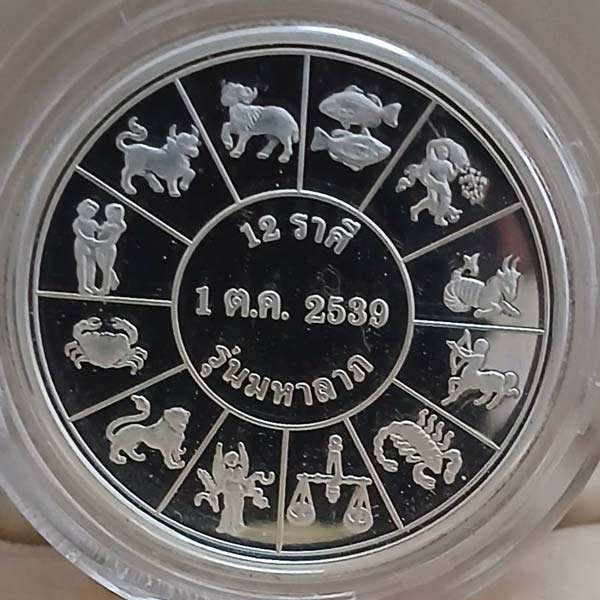 12 ราศี
1 ต.ค. 2539
รุ่นมหาลาภ